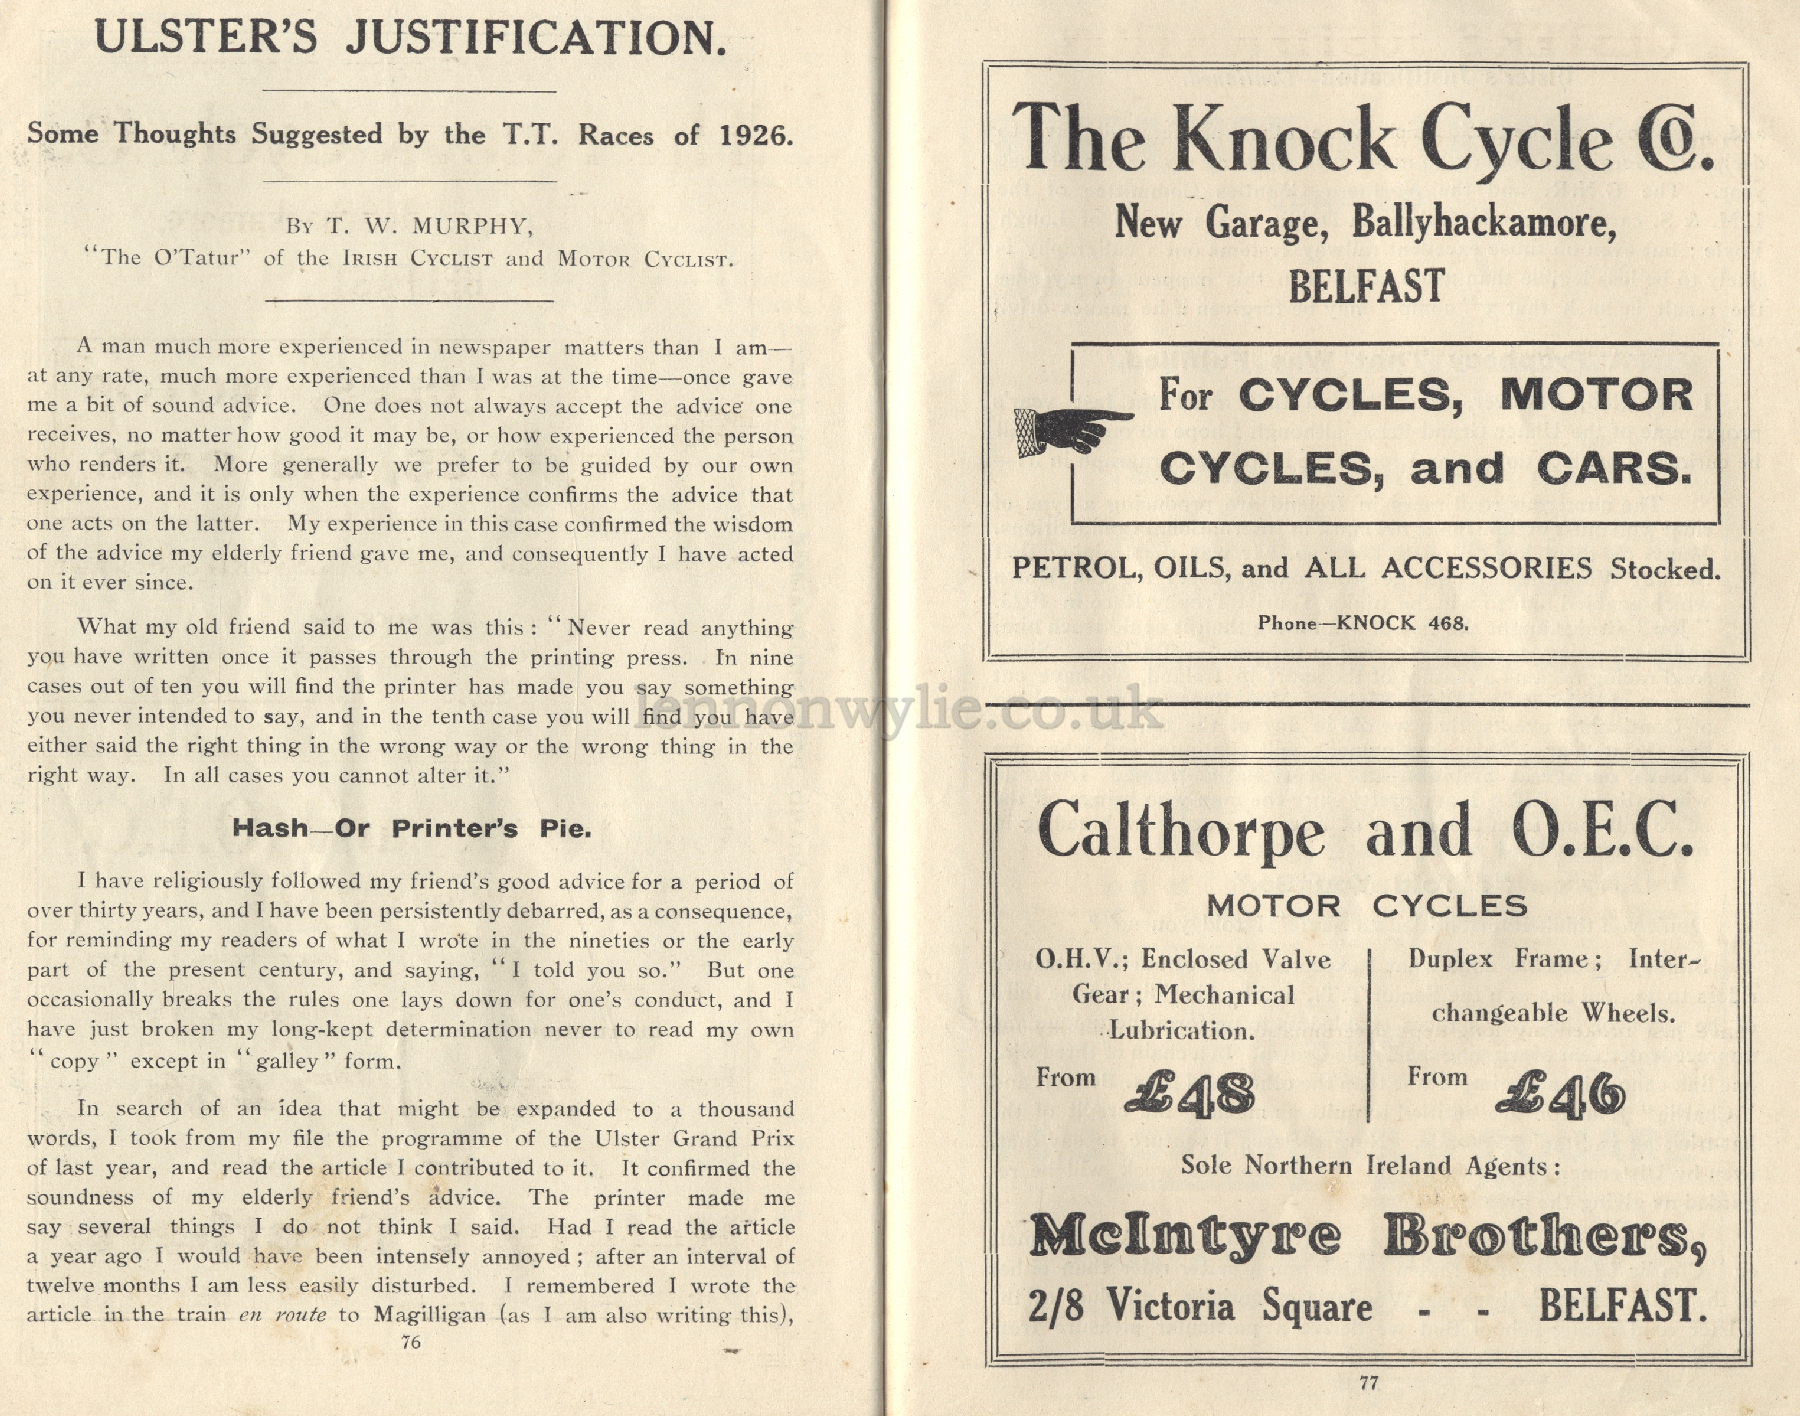 ULSTER'S JUSTIFICATION.
Some Thoughts Suggested by the T.T. Races of 1926.
By T. W. MURPHY,
"The O'Tatur" of the IRISH CYCLIST and MOTOR CYCLIST.
A man much more experienced in newspaper matters than I am—
at any rate, much more experienced than I was at the time—once gave
me a bit of sound advice. One does not always accept the advice one
receives, no matter how good it may be, or how experienced the person
who renders it. More generally we prefer to be guided by our own
experience, and it is only when the experience confirms the advice that
one acts on the latter. My experience in this case confirmed the wisdom
of the advice my elderly friend gave me, and consequently I have acted
on it ever since.
What my old friend said to me was this: "Never read anything
you have written once it passes through the printing press. In nine
cases out of ten you will find the printer has made you say something
you never intended to say, and in the tenth case you will find you have
either said the right thing in the wrong way or the wrong thing in the
right way. In all cases you cannot alter it."
Hash—Or Printer's Pie.
I have religiously followed my friend's good advice for a period of
over thirty years, and I have been persistently debarred, as a consequence,
for reminding my readers of what I wrote in the nineties or the early
part of the present century, and saying, "I told you so." But one
occasionally breaks the rules one lays down for one's conduct, and I
have just broken my long-kept determination never to read my own
"copy" except in "galley" form.
In search of an idea that might be expanded to a thousand
words, I took from my file the programme of the Ulster Grand Prix
of last year, and read the article I contributed to it. It confirmed the
soundness of my elderly friend's advice. The printer made me
say several things I do not think I said. Had I read the article
a year ago I would have been intensely annoyed; after an interval of
twelve months I am less easily disturbed. I remembered I wrote the
article in the train en route to Magilligan (as I am also writing this),
76
The Knock Cycle Co.
New Garage, Ballyhackamore,
BELFAST
For CYCLES, MOTOR
CYCLES, and CARS.
PETROL, OILS, and ALL ACCESSORIES Stocked.
Phone—KNOCK 468.
lennonwylie.co.uk
Calthorpe and O.E.C.
MOTOR CYCLES
O.H.V.; Enclosed Valve
Gear; Mechanical
Lubrication.
From £48
Duplex Frame; Inter-
changeable Wheels.
From £46
Sole Northern Ireland Agents:
McIntyre Brothers,
2/8 Victoria Square - - BELFAST.
77